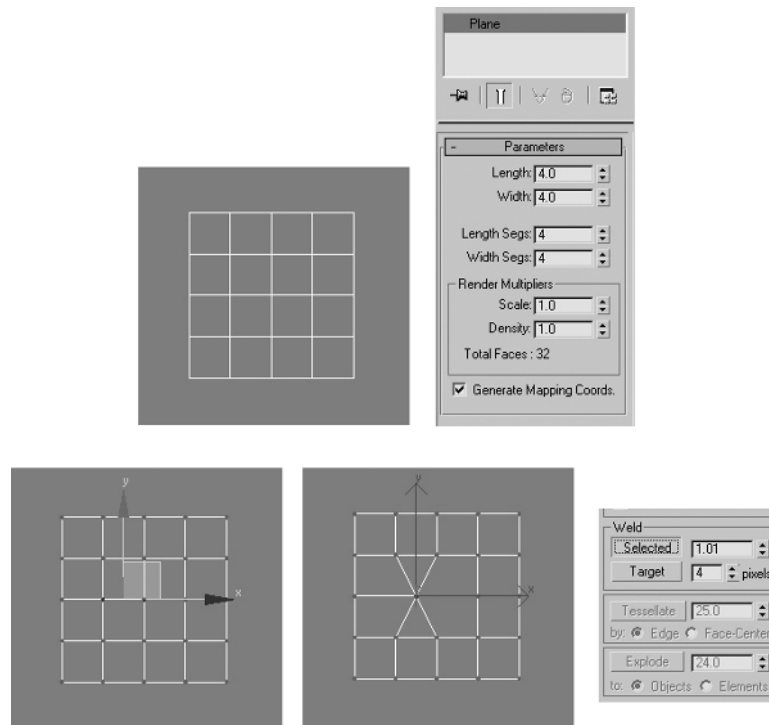 Plane
- Parameters
Length: 4.0
Width: 4.0
Length Segs: 4
Width Segs: 4
Render Multipliers
Scale: 1.0
Density: 1.0
Total Faces : 32
Generate Mapping Coords.
y
x
y
x
Weld
Selected 1.01
Target 4 pixels
Tessellate 25.0
by: Edge Face-Center
Explode 24.0
to: Objects Elements